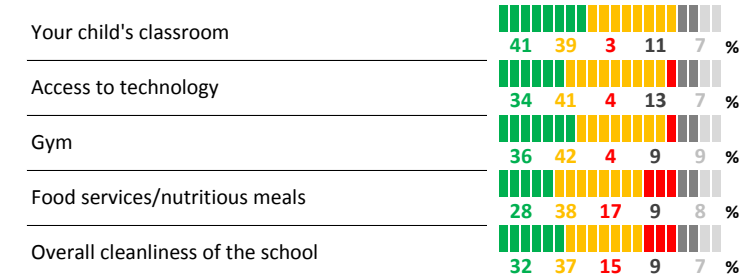 Your child's classroom
41 39 3 11 7 %
Access to technology
34 41 4 13 7 %
Gym
36 42 4 9 9 %
Food services/nutritious meals
28 38 17 9 8 %
Overall cleanliness of the school
32 37 15 9 7 %